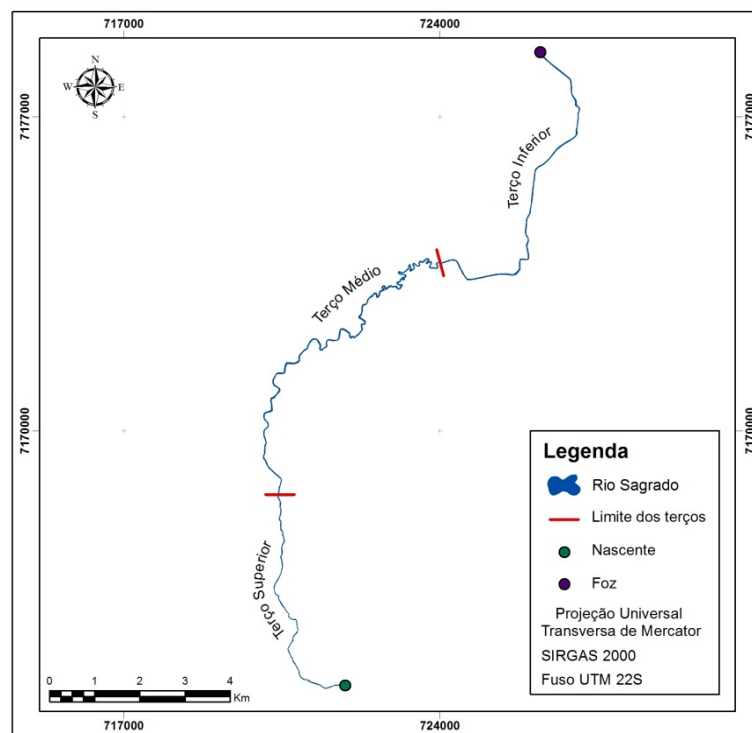 717000
724000
N
W
E
S
7177000
7177000
Terço Inferior
Terço Médio
7170000
7170000
Terço Superior
Legenda
Rio Sagrado
Limite dos terços
Nascente
Foz
Projeção Universal
Transversa de Mercator
SIRGAS 2000
Fuso UTM 22S
0 1 2 3 4
Km
717000
724000